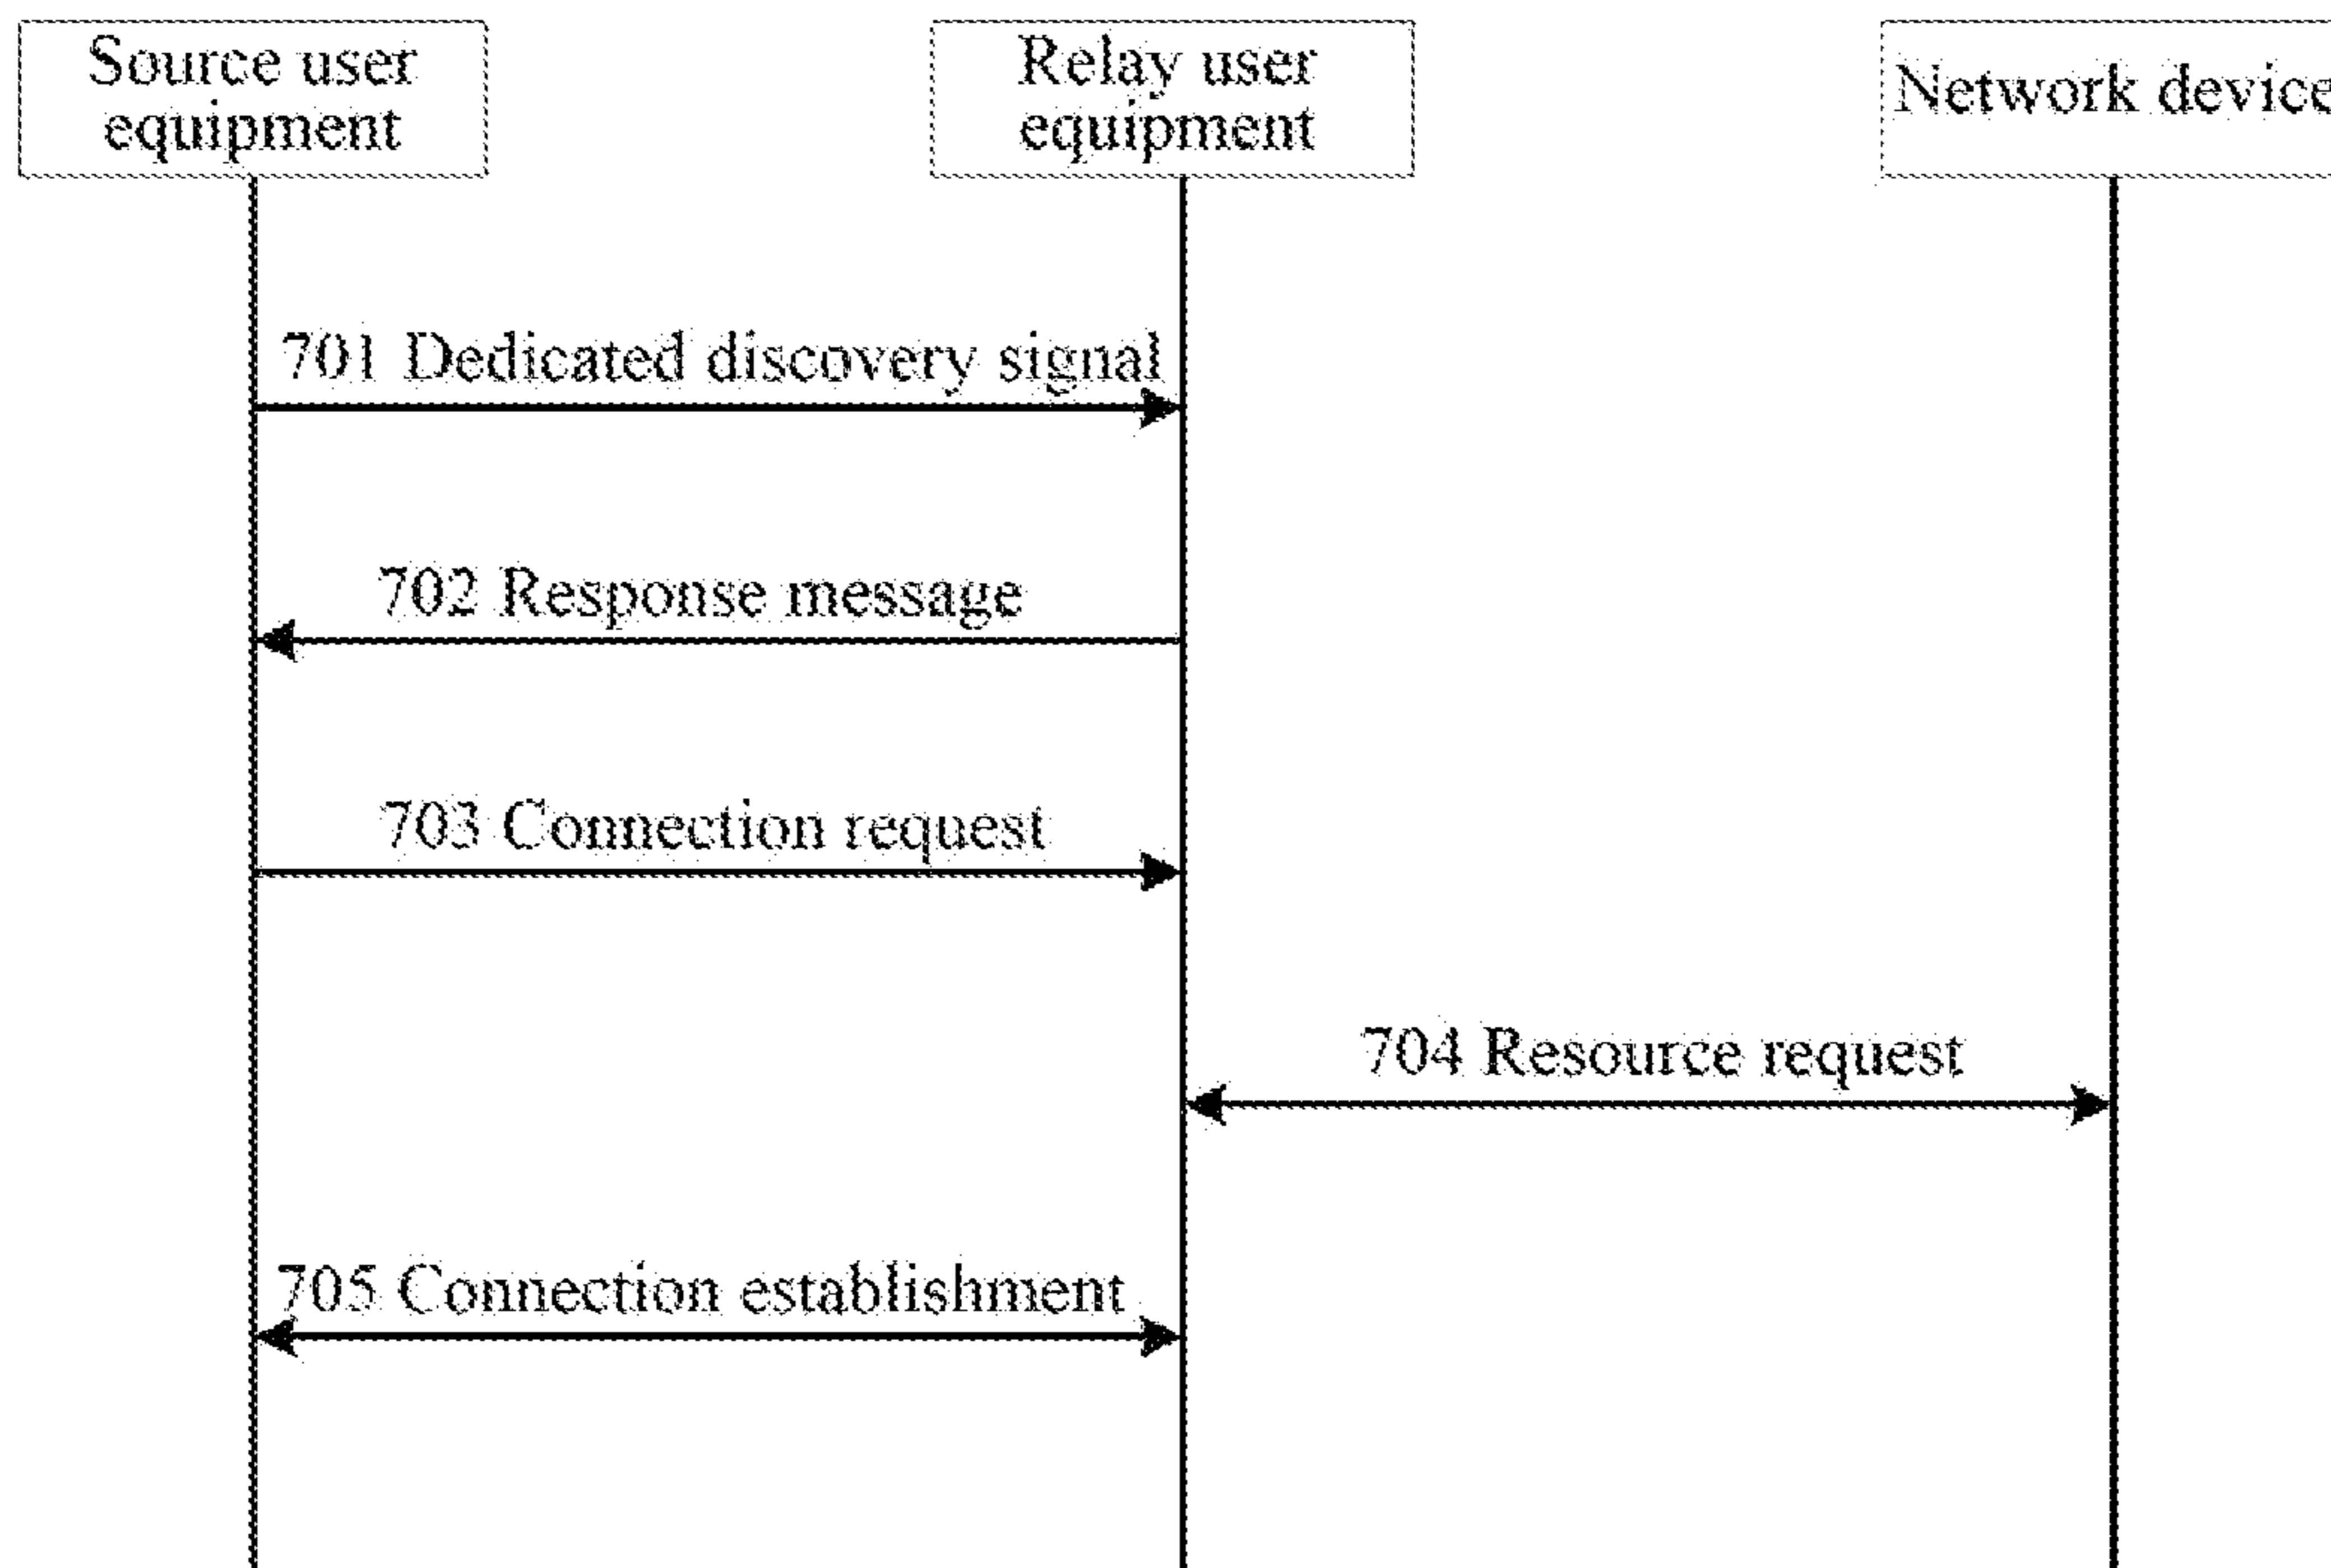 Source user
equipment
Relay user
equipment
Network device
701 Dedicated discovery signal
702 Response message
703 Connection request
704 Resource request
705 Connection establishment